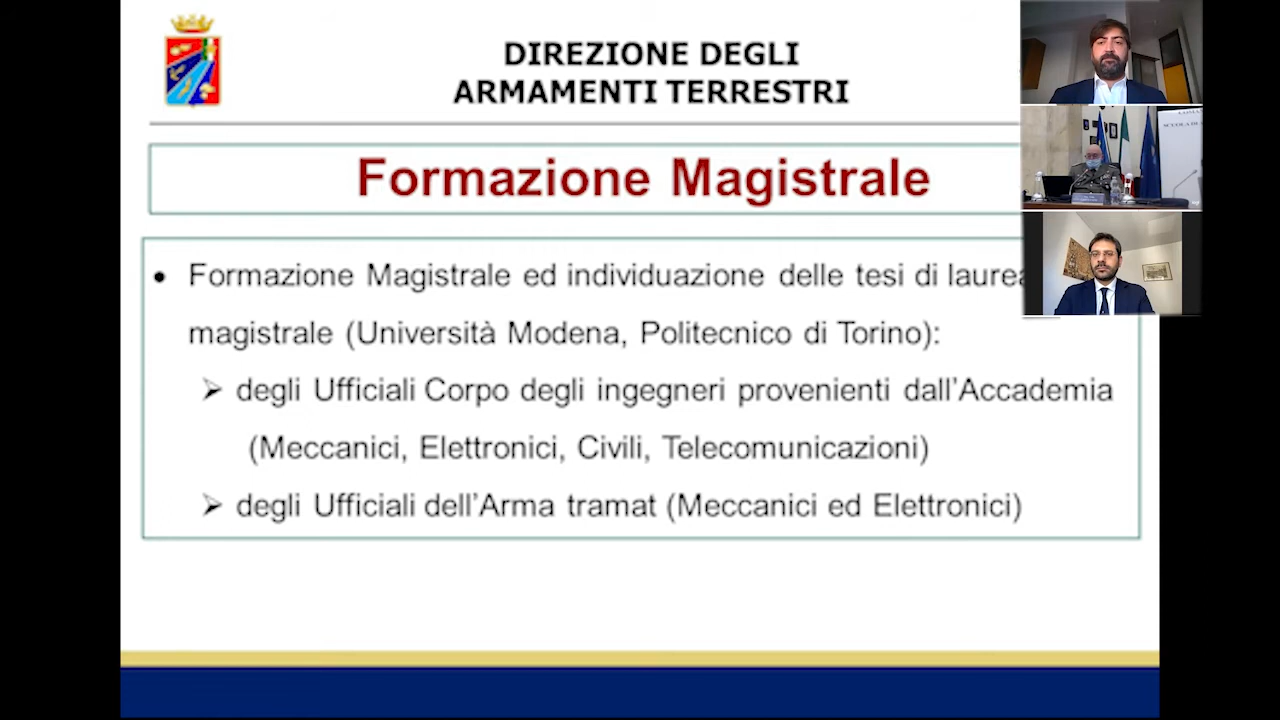 DIREZIONE DEGLI
ARMAMENTI TERRESTRI
Formazione Magistrale
• Formazione Magistrale ed individuazione delle tesi di laurea
magistrale (Università Modena, Politecnico di Torino):
➢ degli Ufficiali Corpo degli ingegneri provenienti dall'Accademia
(Meccanici, Elettronici, Civili, Telecomunicazioni)
➢ degli Ufficiali dell'Arma tramat (Meccanici ed Elettronici)